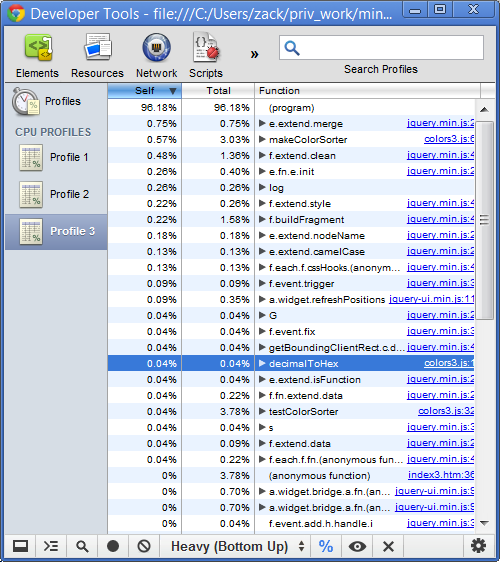 Developer Tools - file:///C:/Users/zack/priv_work/min...
Elements Resources Network Scripts » Search Profiles
Self Total Function
Profiles
CPU PROFILES
Profile 1
Profile 2
Profile 3
96.18% 96.18% (program)
0.75% 0.75% e.extend.merge jquery.min.js:2
0.57% 3.03% makeColorSorter colors3.js:6
0.48% 1.36% f.extend.clean jquery.min.js:4
0.26% 0.40% e.fn.e.init jquery.min.js:2
0.26% 0.26% log
0.22% 0.26% f.extend.style jquery.min.js:4
0.22% 1.58% f.buildFragment jquery.min.js:4
0.18% 0.18% e.extend.nodeName jquery.min.js:2
0.13% 0.13% e.extend.camelCase jquery.min.js:2
0.13% 0.13% f.each.f.cssHooks.(anonym... jquery.min.js:4
0.09% 0.09% f.event.trigger jquery.min.js:3
0.09% 0.35% a.widget.refreshPositions jquery-ui.min.js:11
0.04% 0.04% G jquery.min.js:2
0.04% 0.04% f.event.fix jquery.min.js:3
0.04% 0.04% getBoundingClientRect.c.d... jquery.min.js:4
0.04% 0.04% decimalToHex colors3.js:1
0.04% 0.04% e.extend.isFunction jquery.min.js:2
0.04% 0.22% f.fn.extend.data jquery.min.js:2
0.04% 3.78% testColorSorter colors3.js:32
0.04% 0.04% s jquery.min.js:2
0.04% 0.09% f.extend.data jquery.min.js:2
0.04% 0.22% f.each.f.fn.(anonymous fun... jquery.min.js:4
0% 3.78% (anonymous function) index3.htm:36
0% 0.70% a.widget.bridge.a.fn.(an... jquery-ui.min.js:9
0% 0.70% a.widget.bridge.a.fn.(an... jquery-ui.min.js:9
0% 0.04% f.event.add.h.handle.i jquery.min.js:3
Heavy (Bottom Up) %